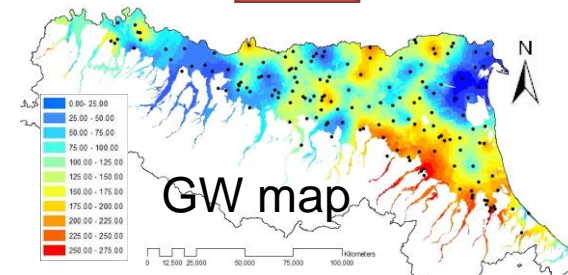 N
0.00- 25.00
25.00 - 50.00
50.00 - 75.00
75.00 - 100.00
100.00 - 125.00
125.00 - 150.00
150.00 - 175.00
175.00 - 200.00
200.00 - 225.00
225.00 - 250.00
250.00 - 275.00
GW map
Kilometers
0 12,500 25,000 50,000 75,000 100,000